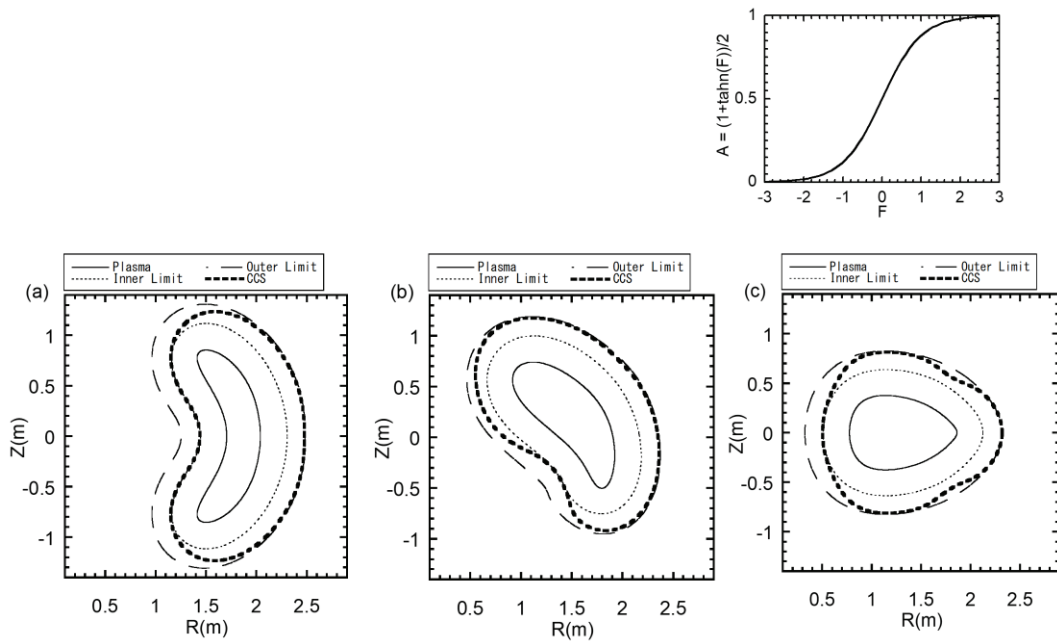 A = (1+tahn(F))/2
1
0.5
0
-3 -2 -1 0 1 2 3
F
Plasma Outer Limit
Inner Limit CCS
(a)
Z(m)
1
0.5
0
-0.5
-1
0.5 1 1.5 2 2.5
R(m)
Plasma Outer Limit
Inner Limit CCS
(b)
Z(m)
1
0.5
0
-0.5
-1
0.5 1 1.5 2 2.5
R(m)
Plasma Outer Limit
Inner Limit CCS
(c)
Z(m)
1
0.5
0
-0.5
-1
0.5 1 1.5 2 2.5
R(m)